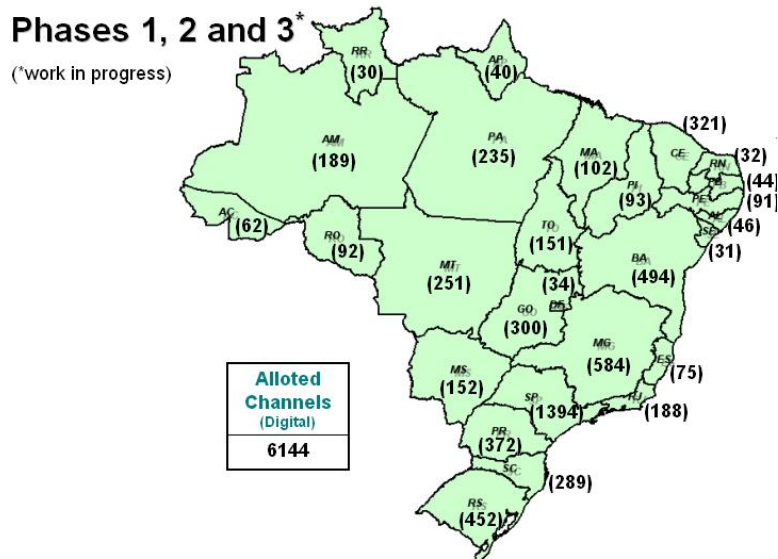 Phases 1, 2 and 3*
(*work in progress)
RR
(30)
AP
(40)
(321)
AM
(189)
PA
(235)
MA
(102)
CE
RN
(32)
PB
(44)
PI
(93)
PE
(91)
AC
(62)
AL
(46)
RO
(92)
TO
(151)
SE
(31)
MT
(251)
BA
(494)
(34)
DF
GO
(300)
MG
(584)
ES
(75)
MS
(152)
SP
(1394)
RJ
(188)
Alloted
Channels
(Digital)
6144
PR
(372)
SC
(289)
RS
(452)